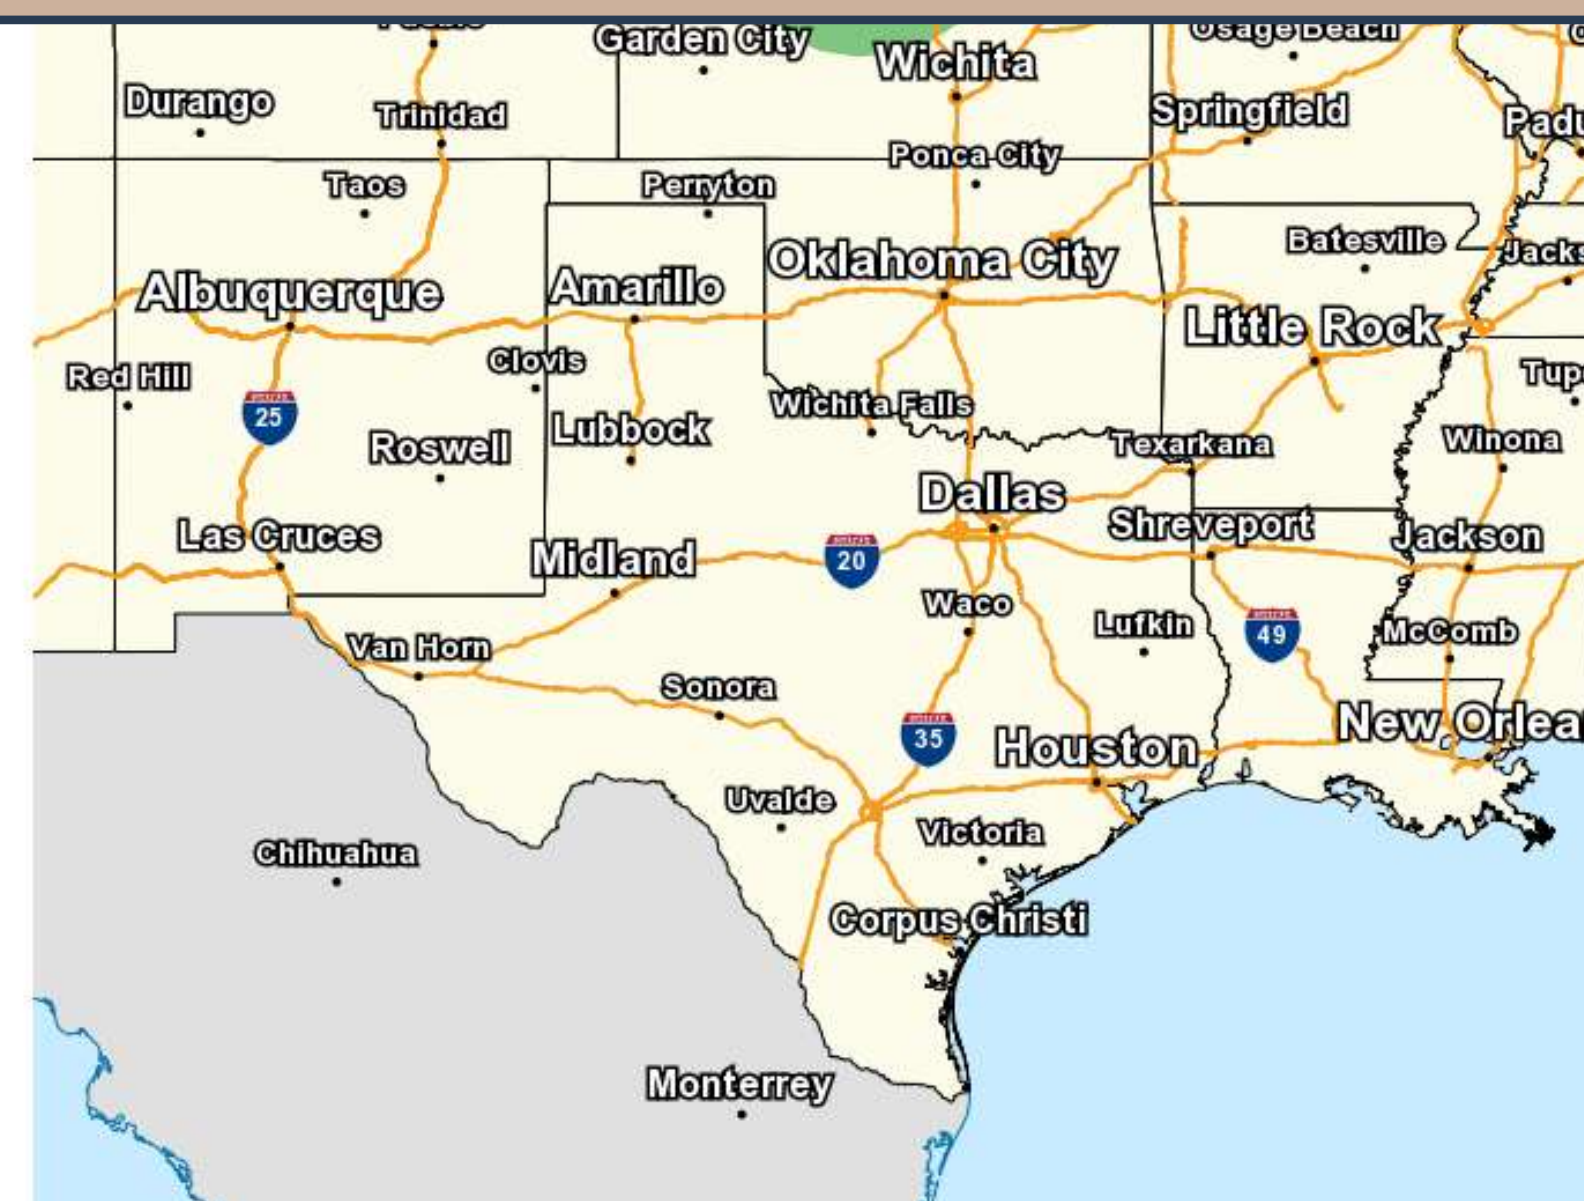 Garden City
Osage Beach
Wichita
Durango
Trinidad
Springfield
Ponca City
Taos
Perryton
Batesville
Oklahoma City
Albuquerque
Amarillo
Little Rock
Clovis
Red Hill
Wichita Falls
25
Lubbock
Roswell
Texarkana
Winona
Dallas
Shreveport
Las Cruces
Jackson
Midland
20
Waco
Lufkin
49
McComb
Van Horn
Sonora
New Orlea
35
Houston
Uvalde
Victoria
Chihuahua
Corpus Christi
Monterrey